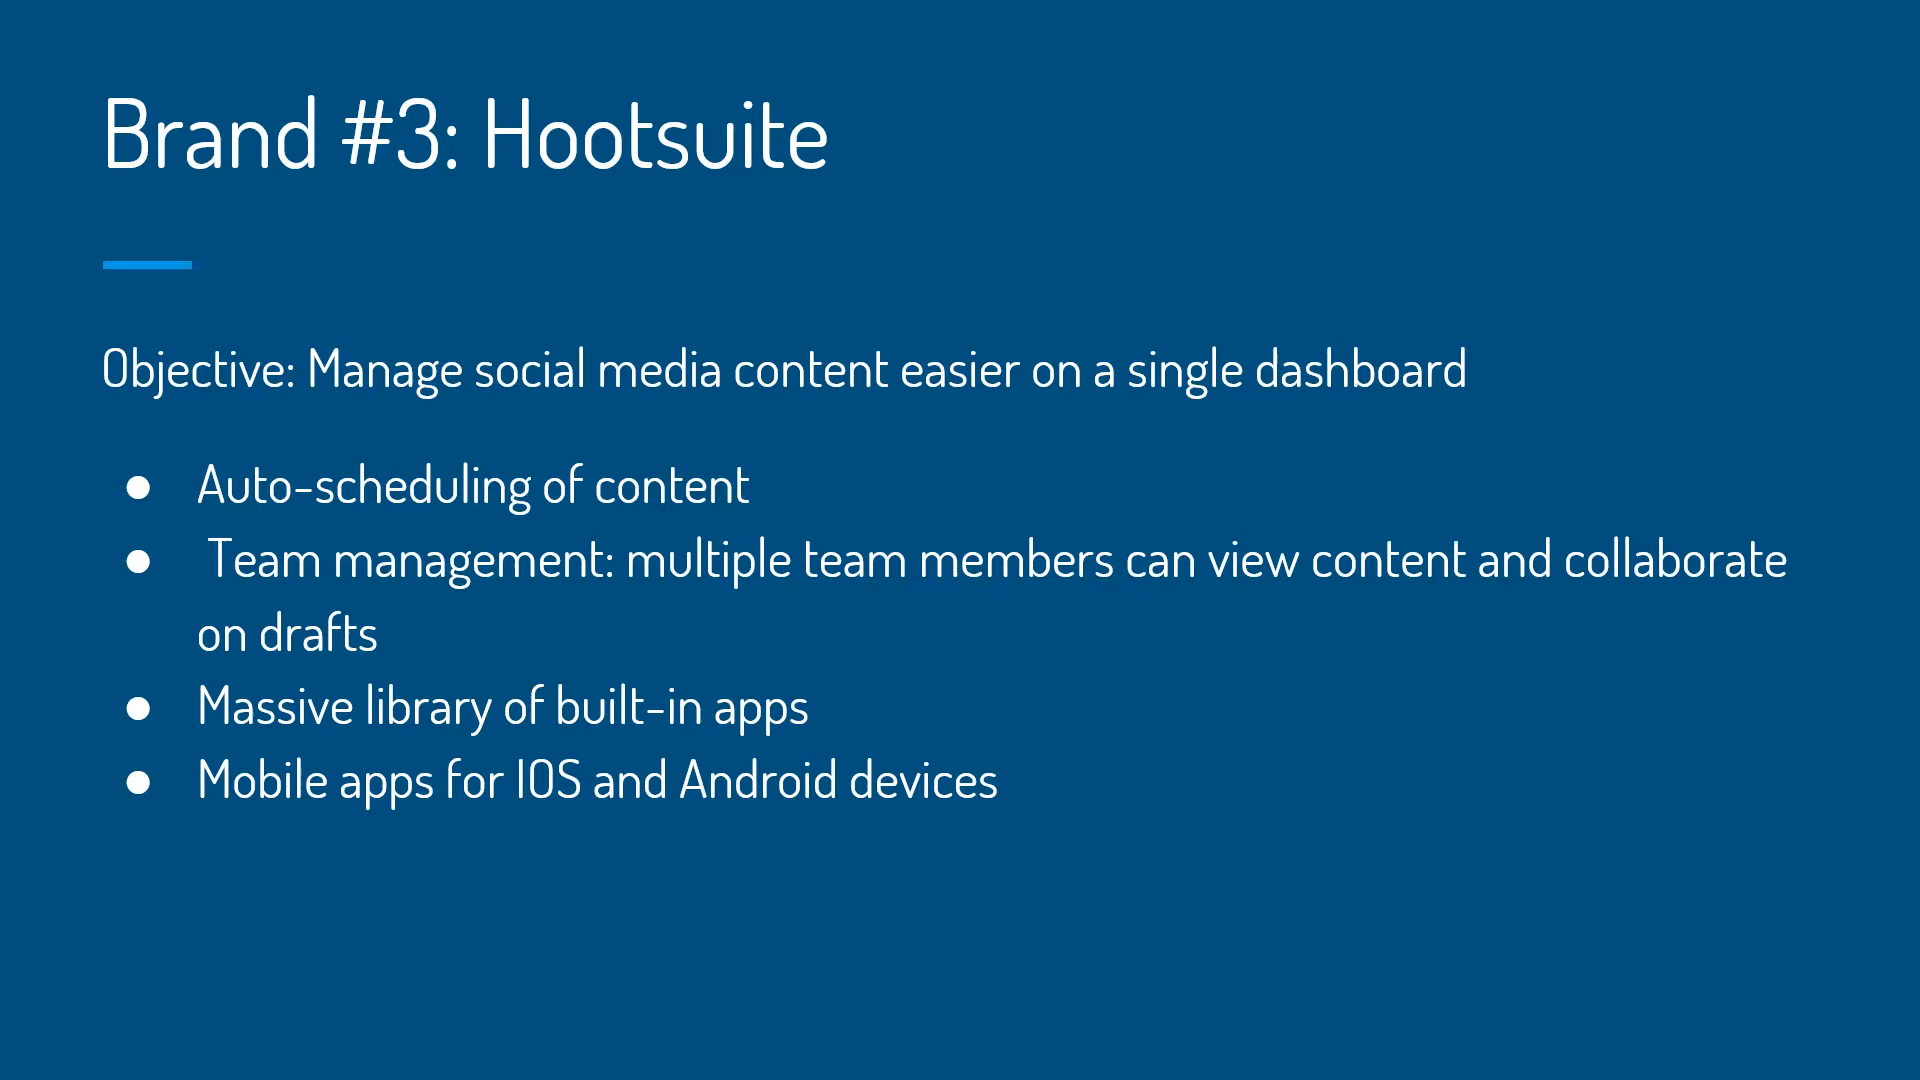 Brand #3: Hootsuite
Objective: Manage social media content easier on a single dashboard
● Auto-scheduling of content
● Team management: multiple team members can view content and collaborate
on drafts
● Massive library of built-in apps
● Mobile apps for IOS and Android devices